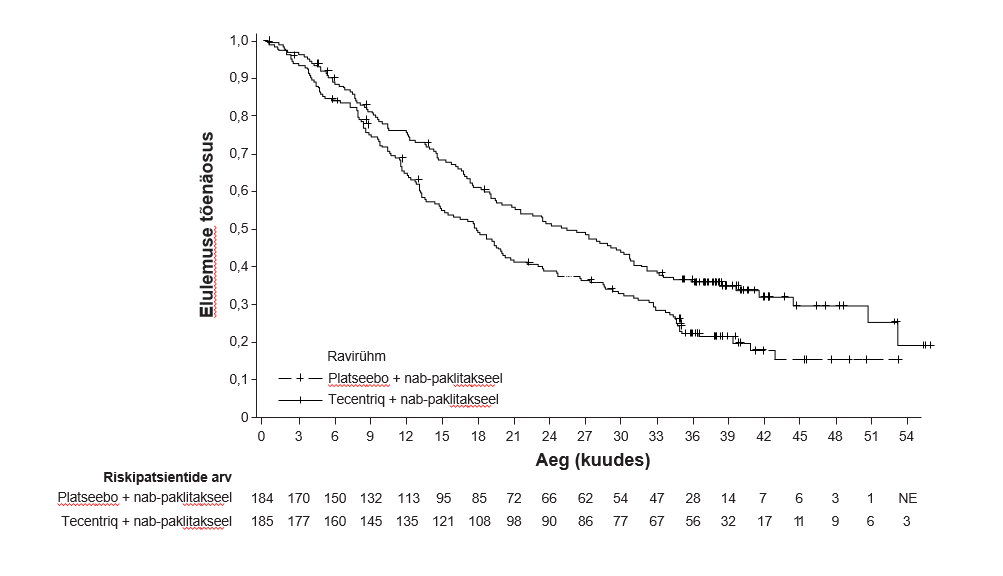 1,0
0,9
0,8
0,7
0,6
0,5
0,4
0,3
0,2
0,1
0
Elulemuse tõenäosus
Ravirühm
Platseebo + nab-paklitakseel
Tecentriq + nab-paklitakseel
0 3 6 9 12 15 18 21 24 27 30 33 36 39 42 45 48 51 54
Aeg (kuudes)
Riskipatsientide arv
Platseebo + nab-paklitakseel 184 170 150 132 113 95 85 72 66 62 54 47 28 14 7 6 3 1 NE
Tecentriq + nab-paklitakseel 185 177 160 145 135 121 108 98 90 86 77 67 56 32 17 11 9 6 3